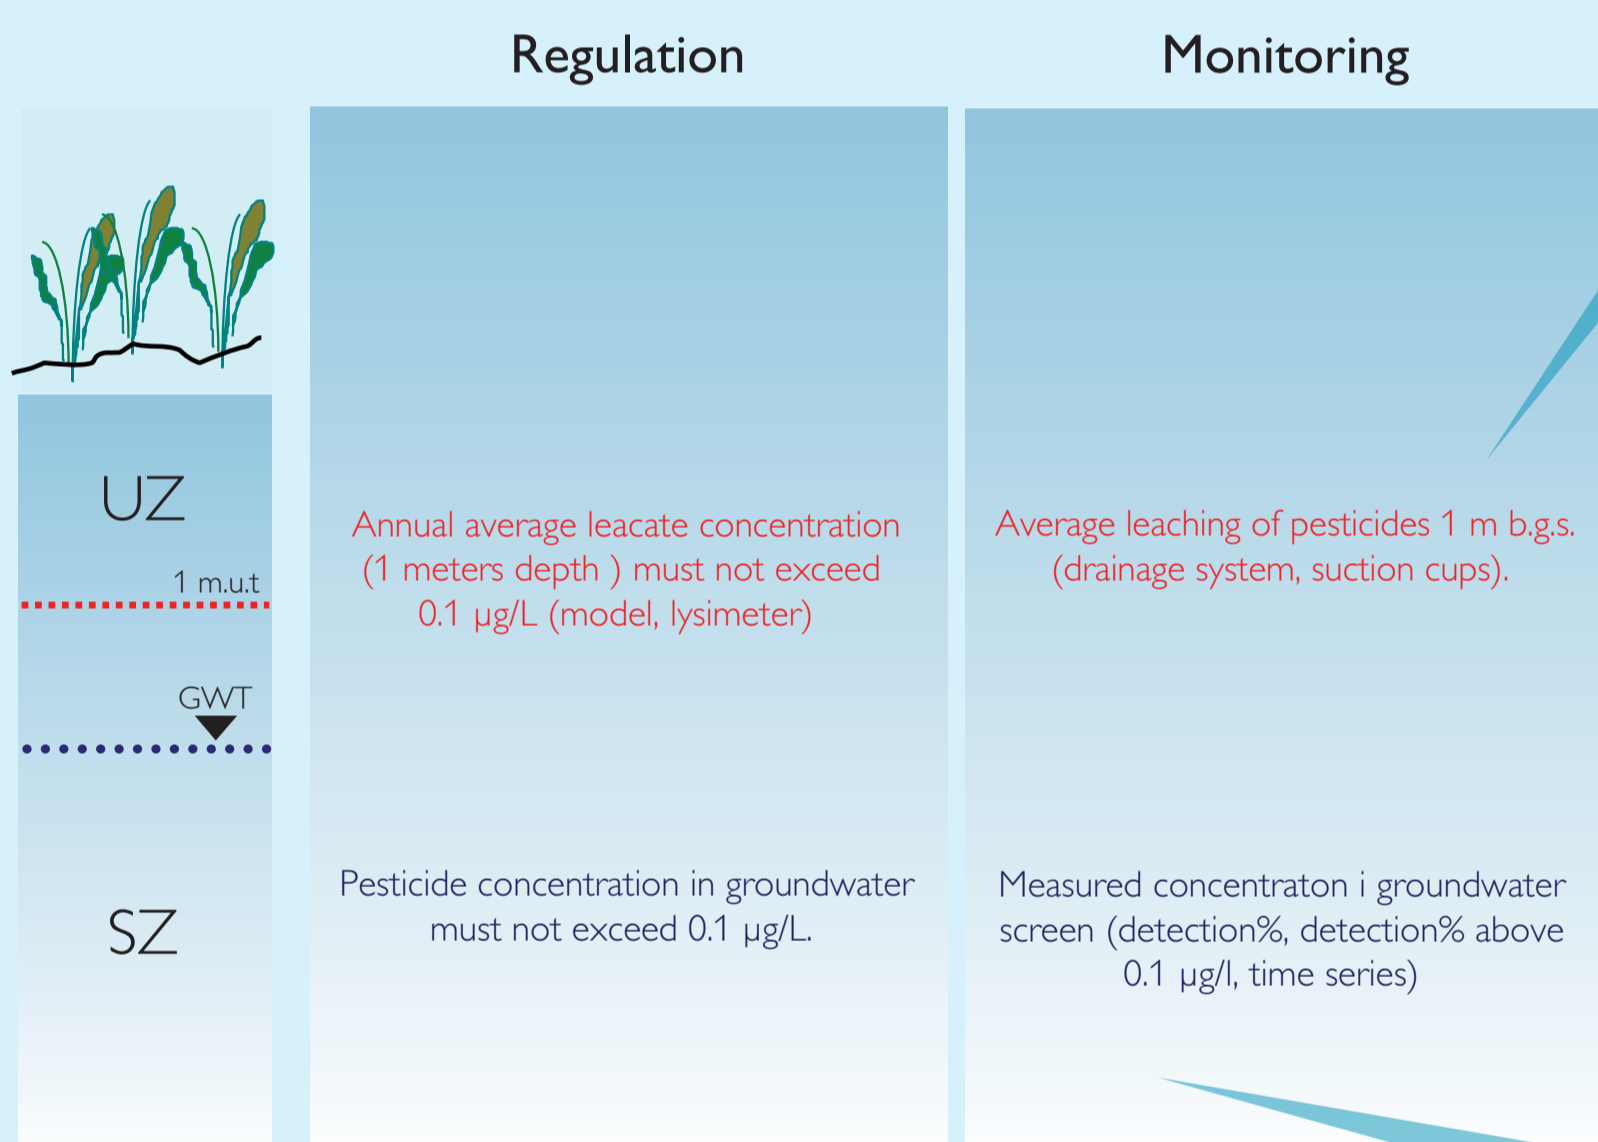 Regulation
Monitoring
UZ
1 m.u.t
GWT
SZ
Annual average leacate concentration
(1 meters depth ) must not exceed
0.1 µg/L (model, lysimeter)
Pesticide concentration in groundwater
must not exceed 0.1 µg/L.
Average leaching of pesticides 1 m b.g.s.
(drainage system, suction cups).
Measured concentraton i groundwater
screen (detection%, detection% above
0.1 µg/l, time series)